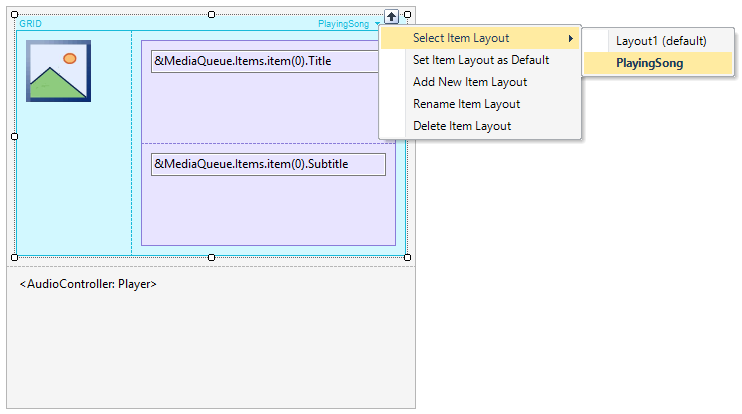 GRID
PlayingSong
&MediaQueue.Items.item(0).Title
&MediaQueue.Items.item(0).Subtitle
<AudioController: Player>
Select Item Layout
Set Item Layout as Default
Add New Item Layout
Rename Item Layout
Delete Item Layout
Layout1 (default)
PlayingSong